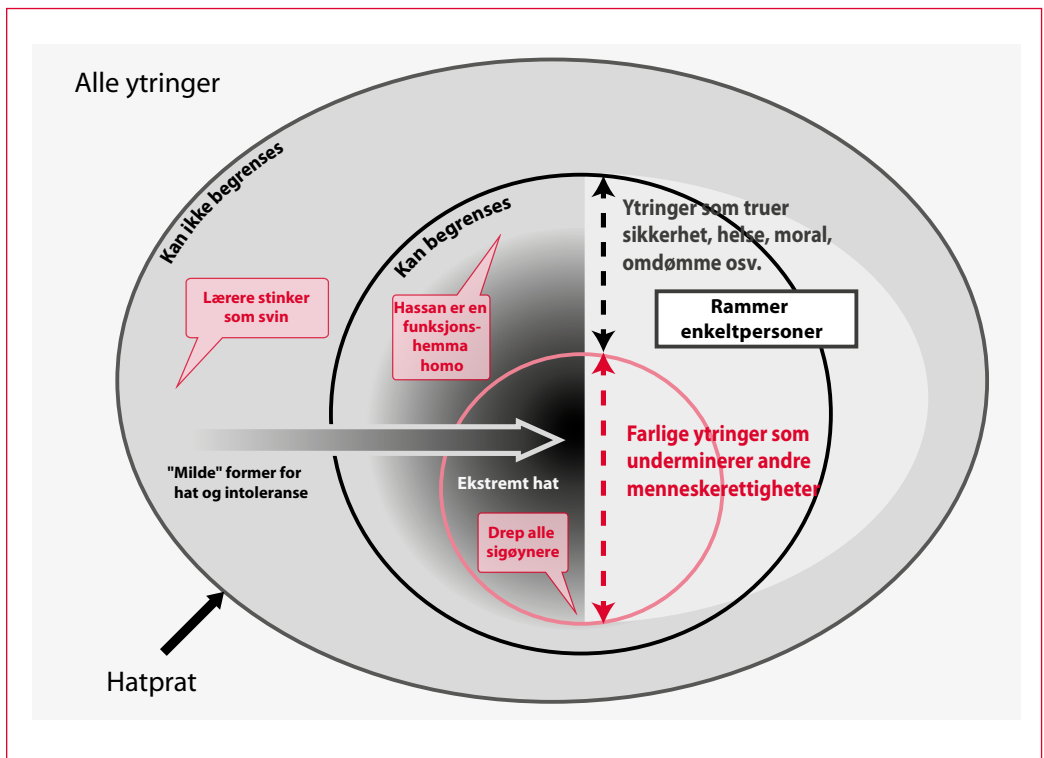 Alle ytringer
Kan ikke begrenses
Kan begrenses
Ytringer som truer
sikkerhet, helse, moral,
omdømme osv.
Lærere stinker
som svin
Hassan er en
funksjons-
hemma
homo
Rammer
enkeltpersoner
"Milde" former for
hat og intoleranse
Ekstremt hat
Farlige ytringer som
underminerer andre
menneskerettigheter
Drep alle
sigøynere
Hatprat